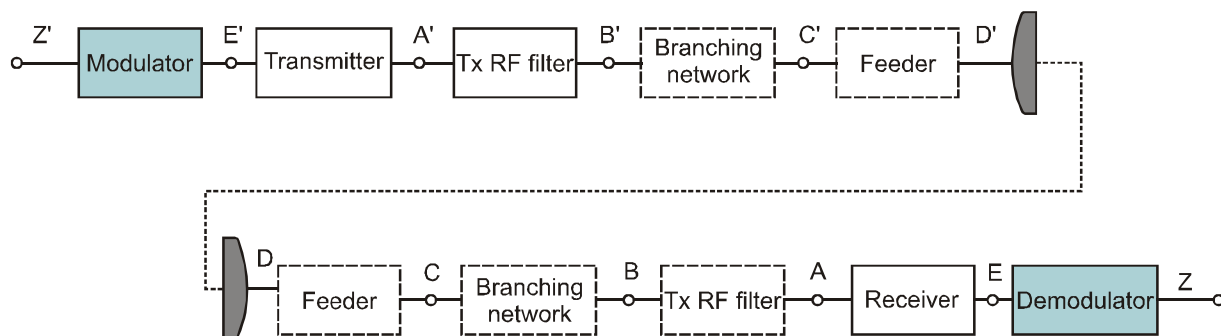 Z' E' A' B' C' D'
Modulator Transmitter Tx RF filter Branching network Feeder
D C B A E Z
Feeder Branching network Tx RF filter Receiver Demodulator